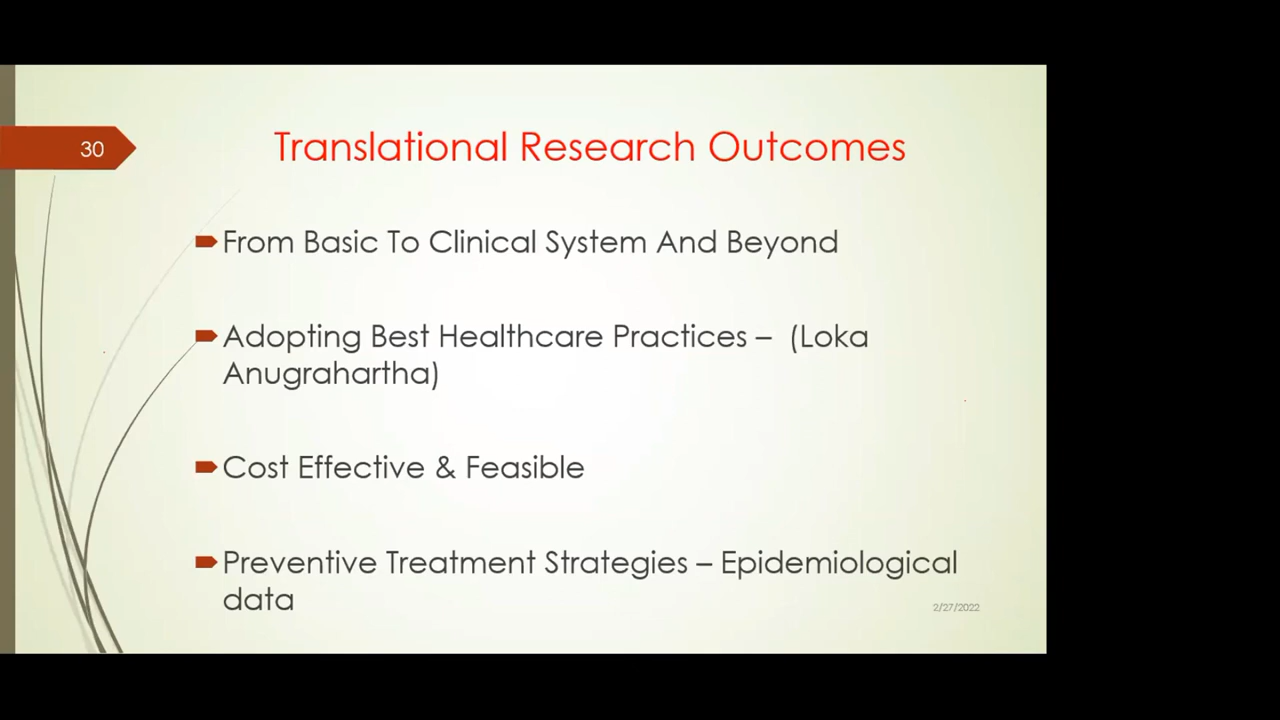 30
Translational Research Outcomes
From Basic To Clinical System And Beyond
Adopting Best Healthcare Practices – (Loka
Anugrahartha)
Cost Effective & Feasible
Preventive Treatment Strategies – Epidemiological
data
2/27/2022